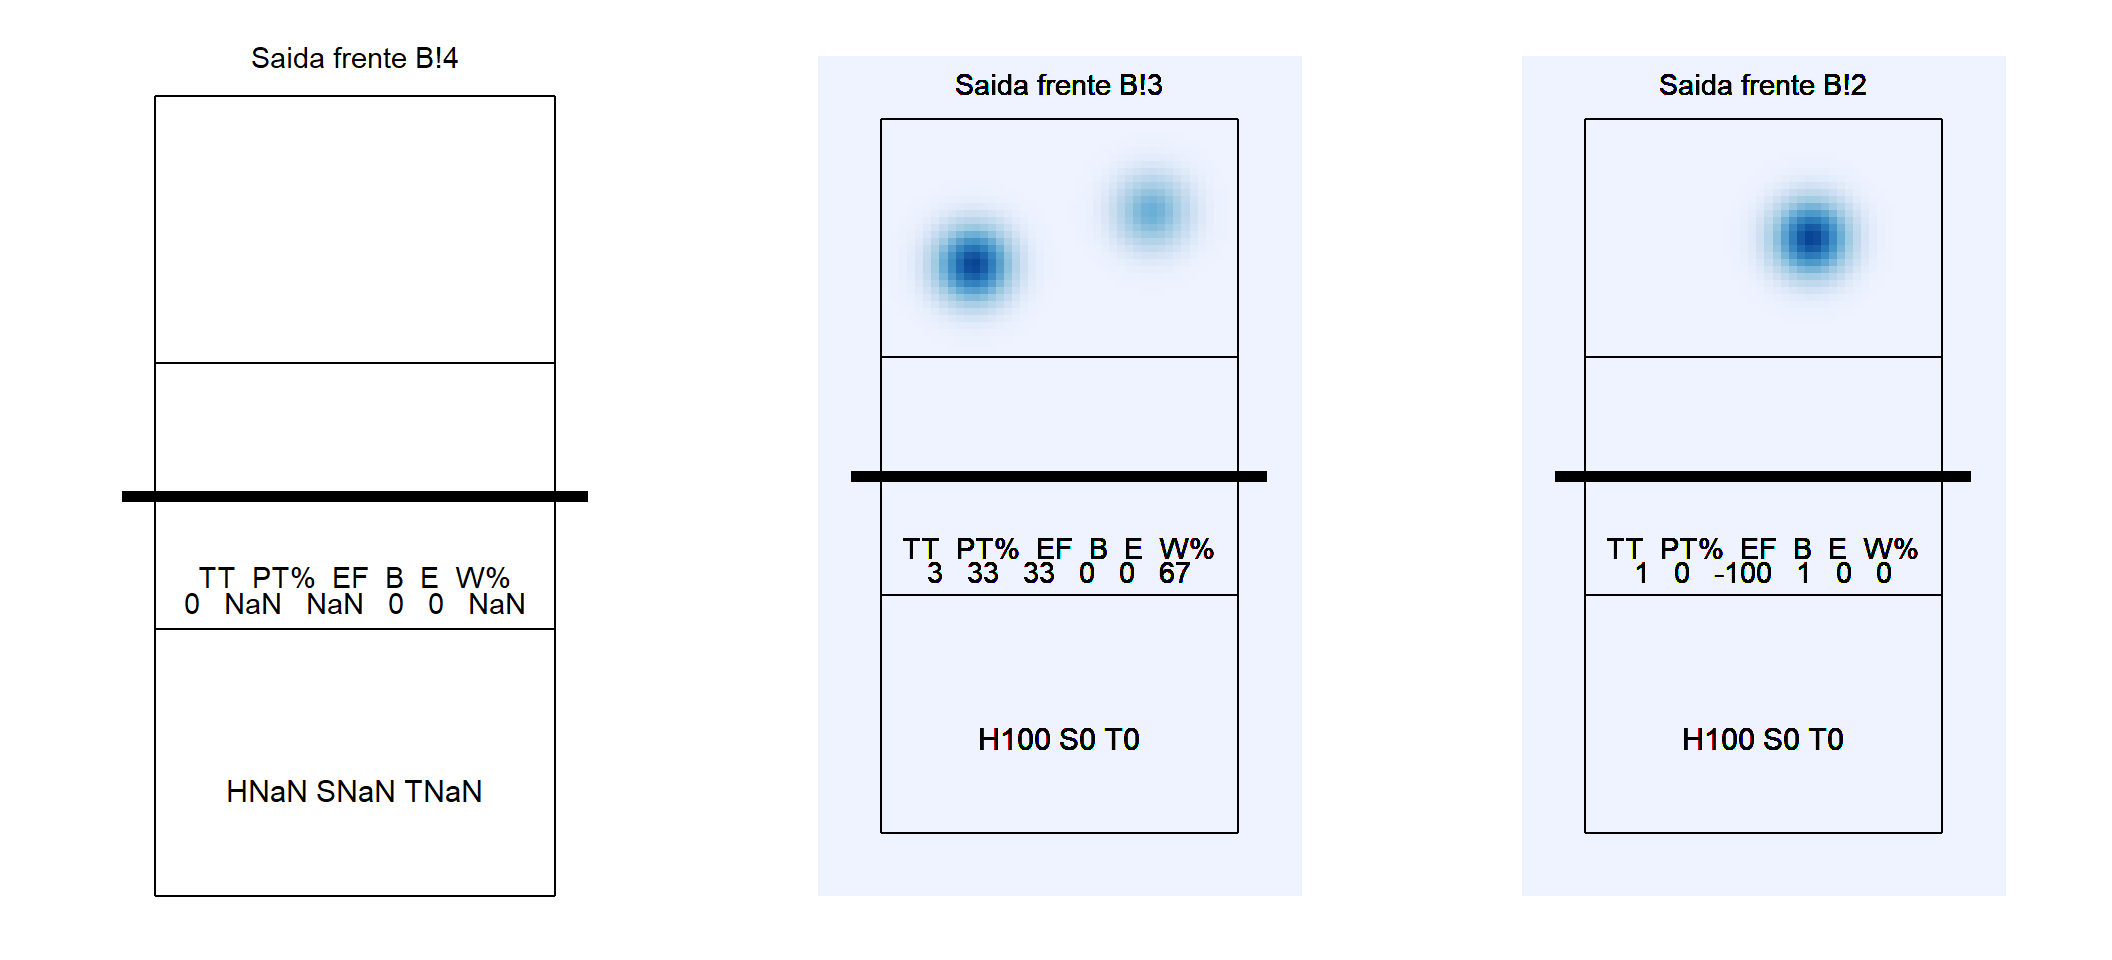 Saida frente B!4
TT PT% EF B E W%
0 NaN NaN 0 0 NaN
HNaN SNaN TNaN
Saida frente B!3
TT PT% EF B E W%
3 33 33 0 0 67
H100 S0 T0
Saida frente B!2
TT PT% EF B E W%
1 0 -100 1 0 0
H100 S0 T0